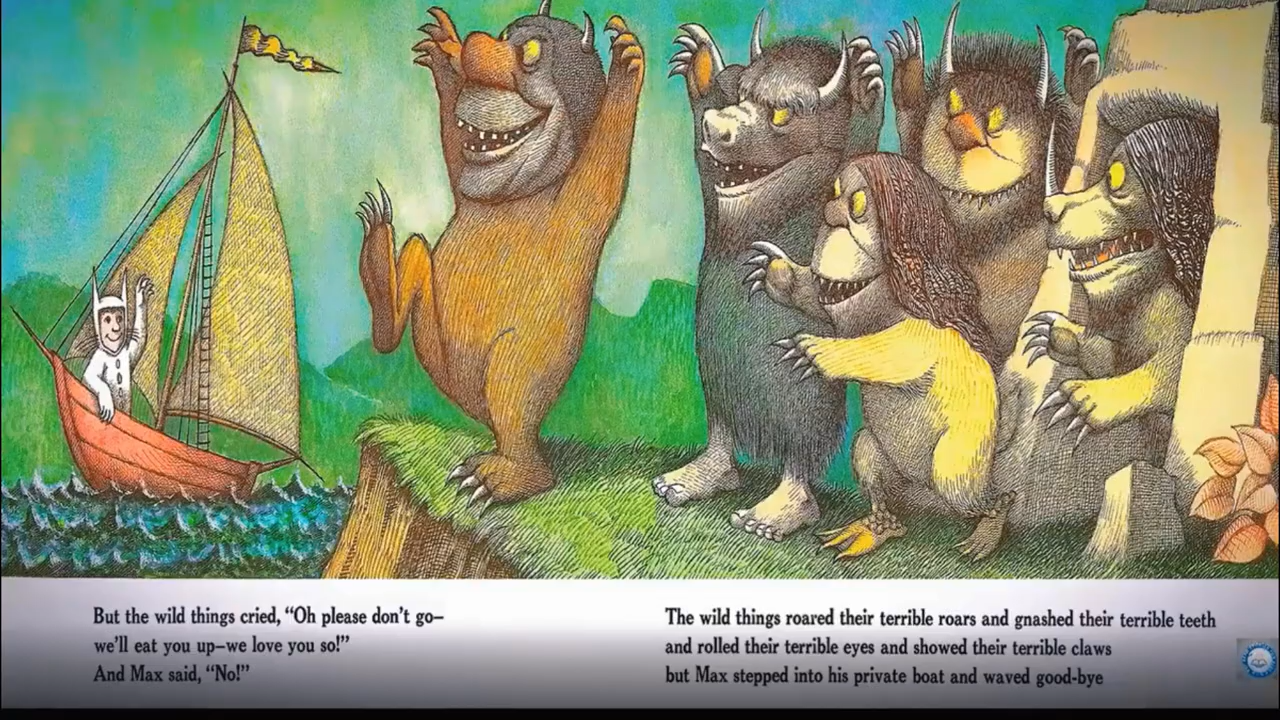 But the wild things cried, “Oh please don’t go–
we’ll eat you up–we love you so!”
And Max said, “No!”
The wild things roared their terrible roars and gnashed their terrible teeth
and rolled their terrible eyes and showed their terrible claws
but Max stepped into his private boat and waved good-bye